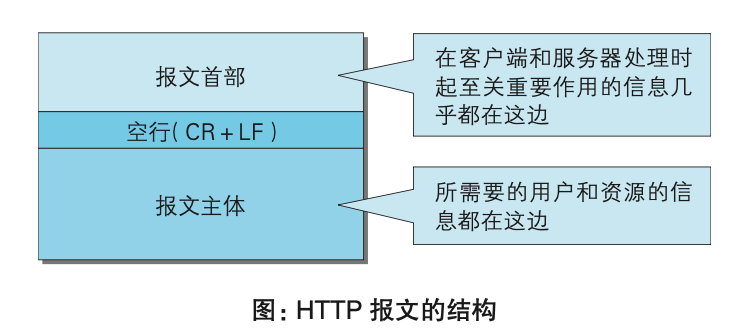 报文首部
在客户端和服务器处理时
起至关重要作用的信息几
乎都在这边
空行( CR + LF )
报文主体
所需要的用户和资源的信
息都在这边
图: HTTP 报文的结构